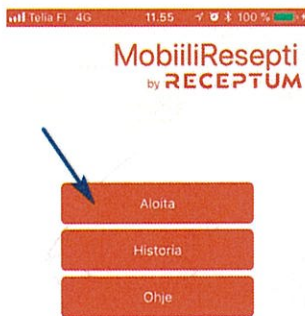 Telia FI 4G 11.55 100 %
MobiiliResepti
by RECEPTUM
Aloita
Historia
Ohje